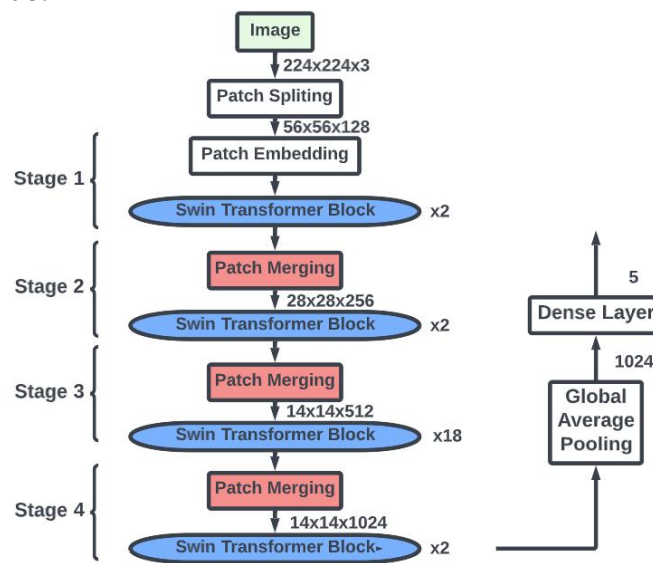 Image
224x224x3
Patch Spliting
56x56x128
Stage 1
Patch Embedding
Swin Transformer Block
x2
Stage 2
Patch Merging
28x28x256
Swin Transformer Block
x2
Stage 3
Patch Merging
14x14x512
Swin Transformer Block
x18
Stage 4
Patch Merging
14x14x1024
Swin Transformer Block
x2
5
Dense Layer
1024
Global
Average
Pooling